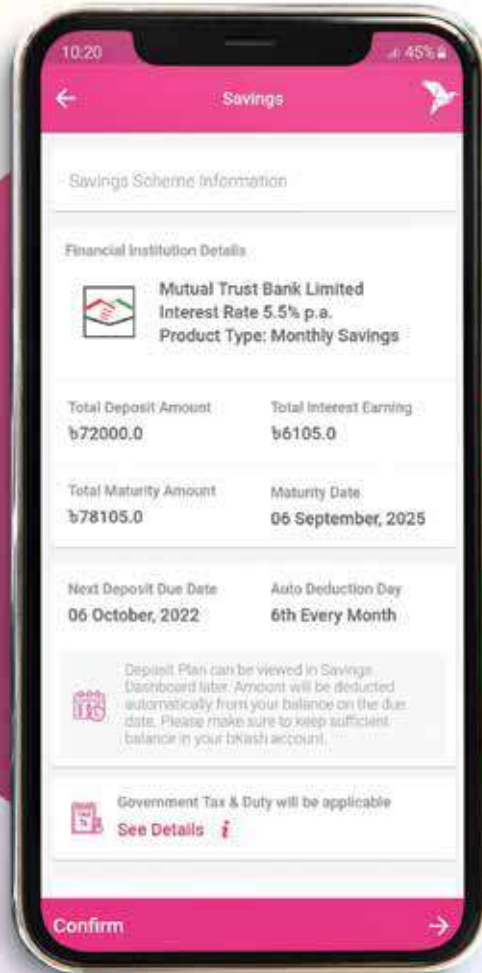 10:20
45%
Savings
Savings Scheme Information
Financial Institution Details
Mutual Trust Bank Limited
Interest Rate 5.5% p.a.
Product Type: Monthly Savings
Total Deposit Amount
৳72000.0
Total Interest Earning
৳6105.0
Total Maturity Amount
৳78105.0
Maturity Date
06 September, 2025
Next Deposit Due Date
06 October, 2022
Auto Deduction Day
6th Every Month
Deposit Plan can be viewed in Savings
Dashboard later. Amount will be deducted
automatically from your balance on the due
date. Please make sure to keep sufficient
balance in your bKash account.
Government Tax & Duty will be applicable
See Details i
Confirm